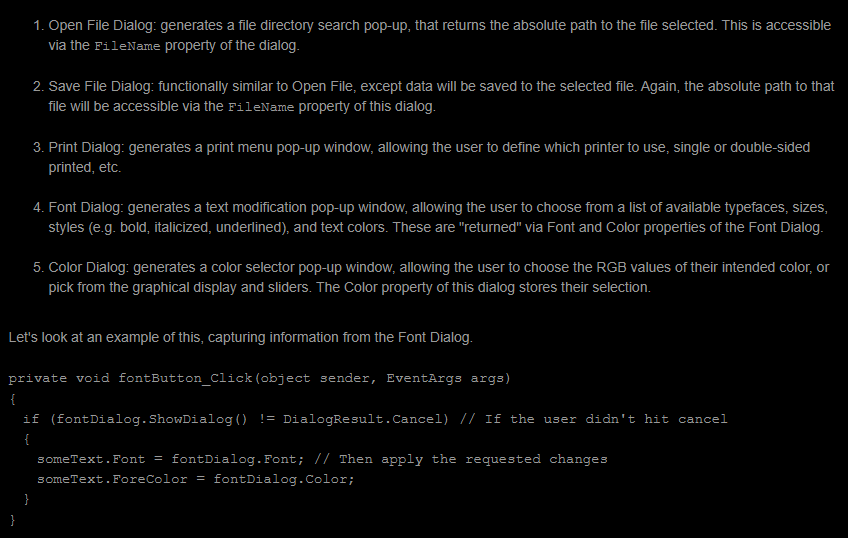 1. Open File Dialog: generates a file directory search pop-up, that returns the absolute path to the file selected. This is accessible
via the FileName property of the dialog.
2. Save File Dialog: functionally similar to Open File, except data will be saved to the selected file. Again, the absolute path to that
file will be accessible via the FileName property of this dialog.
3. Print Dialog: generates a print menu pop-up window, allowing the user to define which printer to use, single or double-sided
printed, etc.
4. Font Dialog: generates a text modification pop-up window, allowing the user to choose from a list of available typefaces, sizes,
styles (e.g. bold, italicized, underlined), and text colors. These are "returned" via Font and Color properties of the Font Dialog.
5. Color Dialog: generates a color selector pop-up window, allowing the user to choose the RGB values of their intended color, or
pick from the graphical display and sliders. The Color property of this dialog stores their selection.
Let's look at an example of this, capturing information from the Font Dialog.
private void fontButton_Click(object sender, EventArgs args)
{
  if (fontDialog.ShowDialog() != DialogResult.Cancel) // If the user didn't hit cancel
  {
    someText.Font = fontDialog.Font; // Then apply the requested changes
    someText.ForeColor = fontDialog.Color;
  }
}